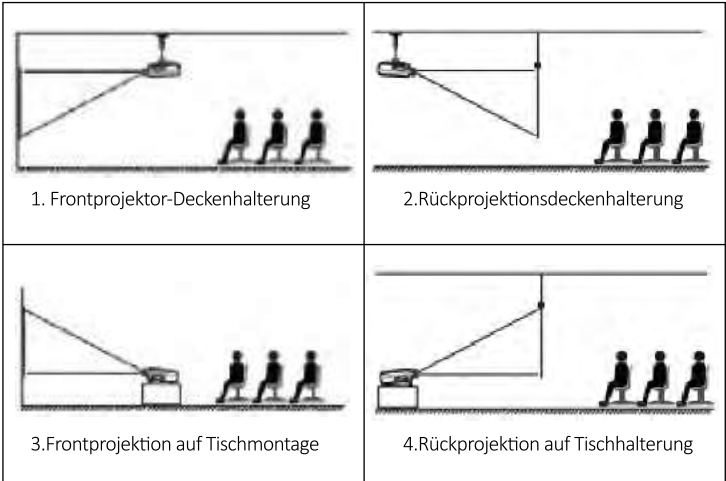 1. Frontprojektor-Deckenhalterung
2.Rückprojektionsdeckenhalterung
3.Frontprojektion auf Tischmontage
4.Rückprojektion auf Tischhalterung